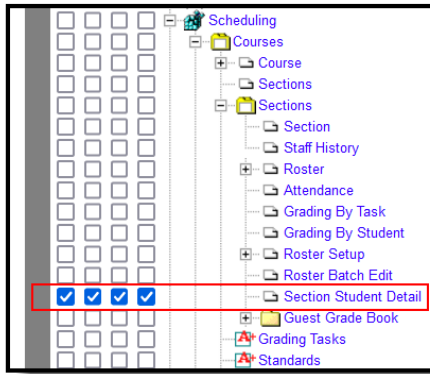 Scheduling
Courses
Course
Sections
Sections
Section
Staff History
Roster
Attendance
Grading By Task
Grading By Student
Roster Setup
Roster Batch Edit
Section Student Detail
Guest Grade Book
A+ Grading Tasks
A+ Standards